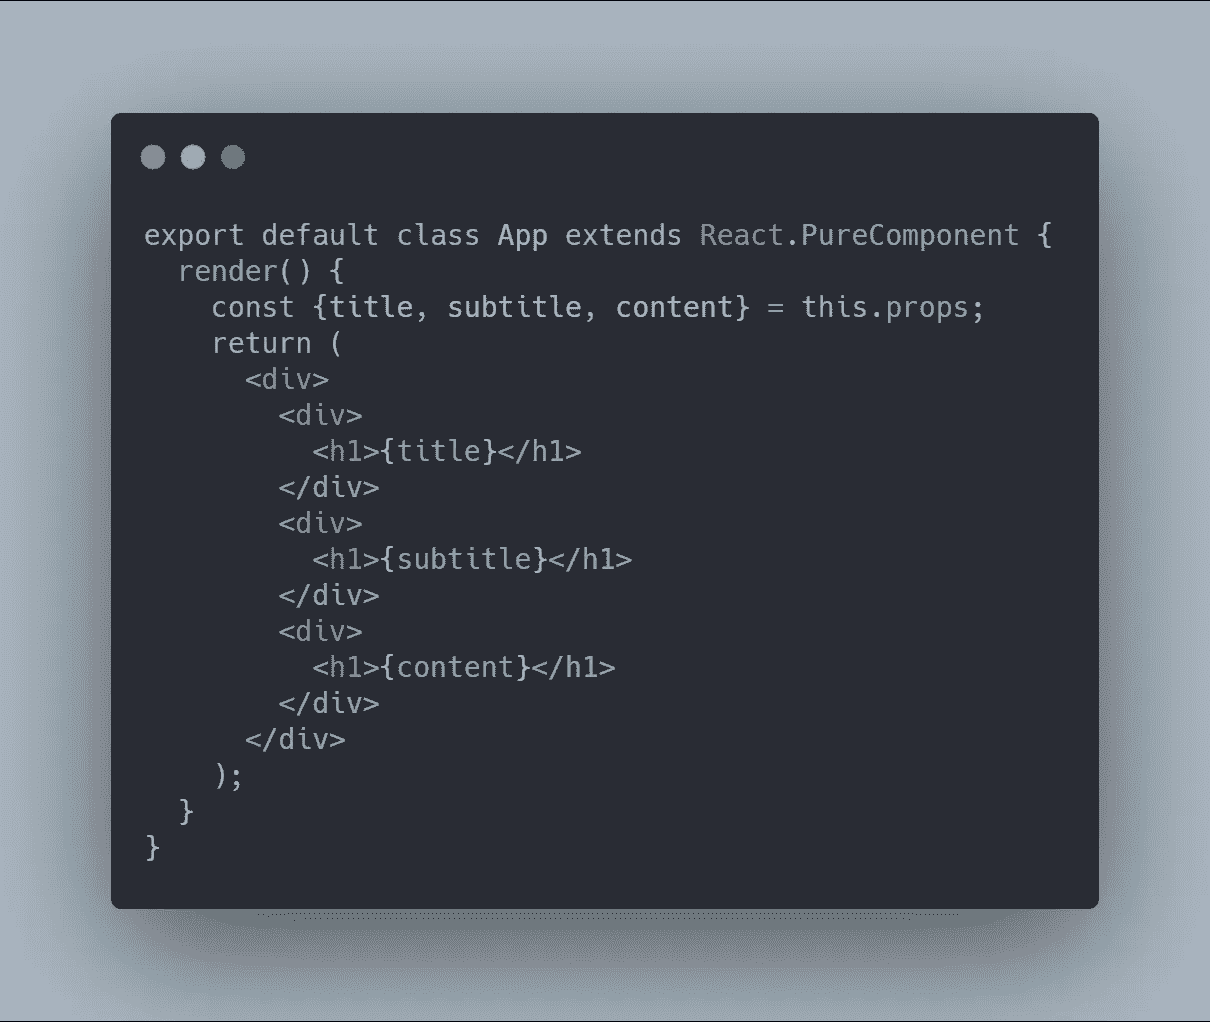 export default class App extends React.PureComponent {
  render() {
    const {title, subtitle, content} = this.props;
    return (
      <div>
        <div>
          <h1>{title}</h1>
        </div>
        <div>
          <h1>{subtitle}</h1>
        </div>
        <div>
          <h1>{content}</h1>
        </div>
      </div>
    );
  }
}